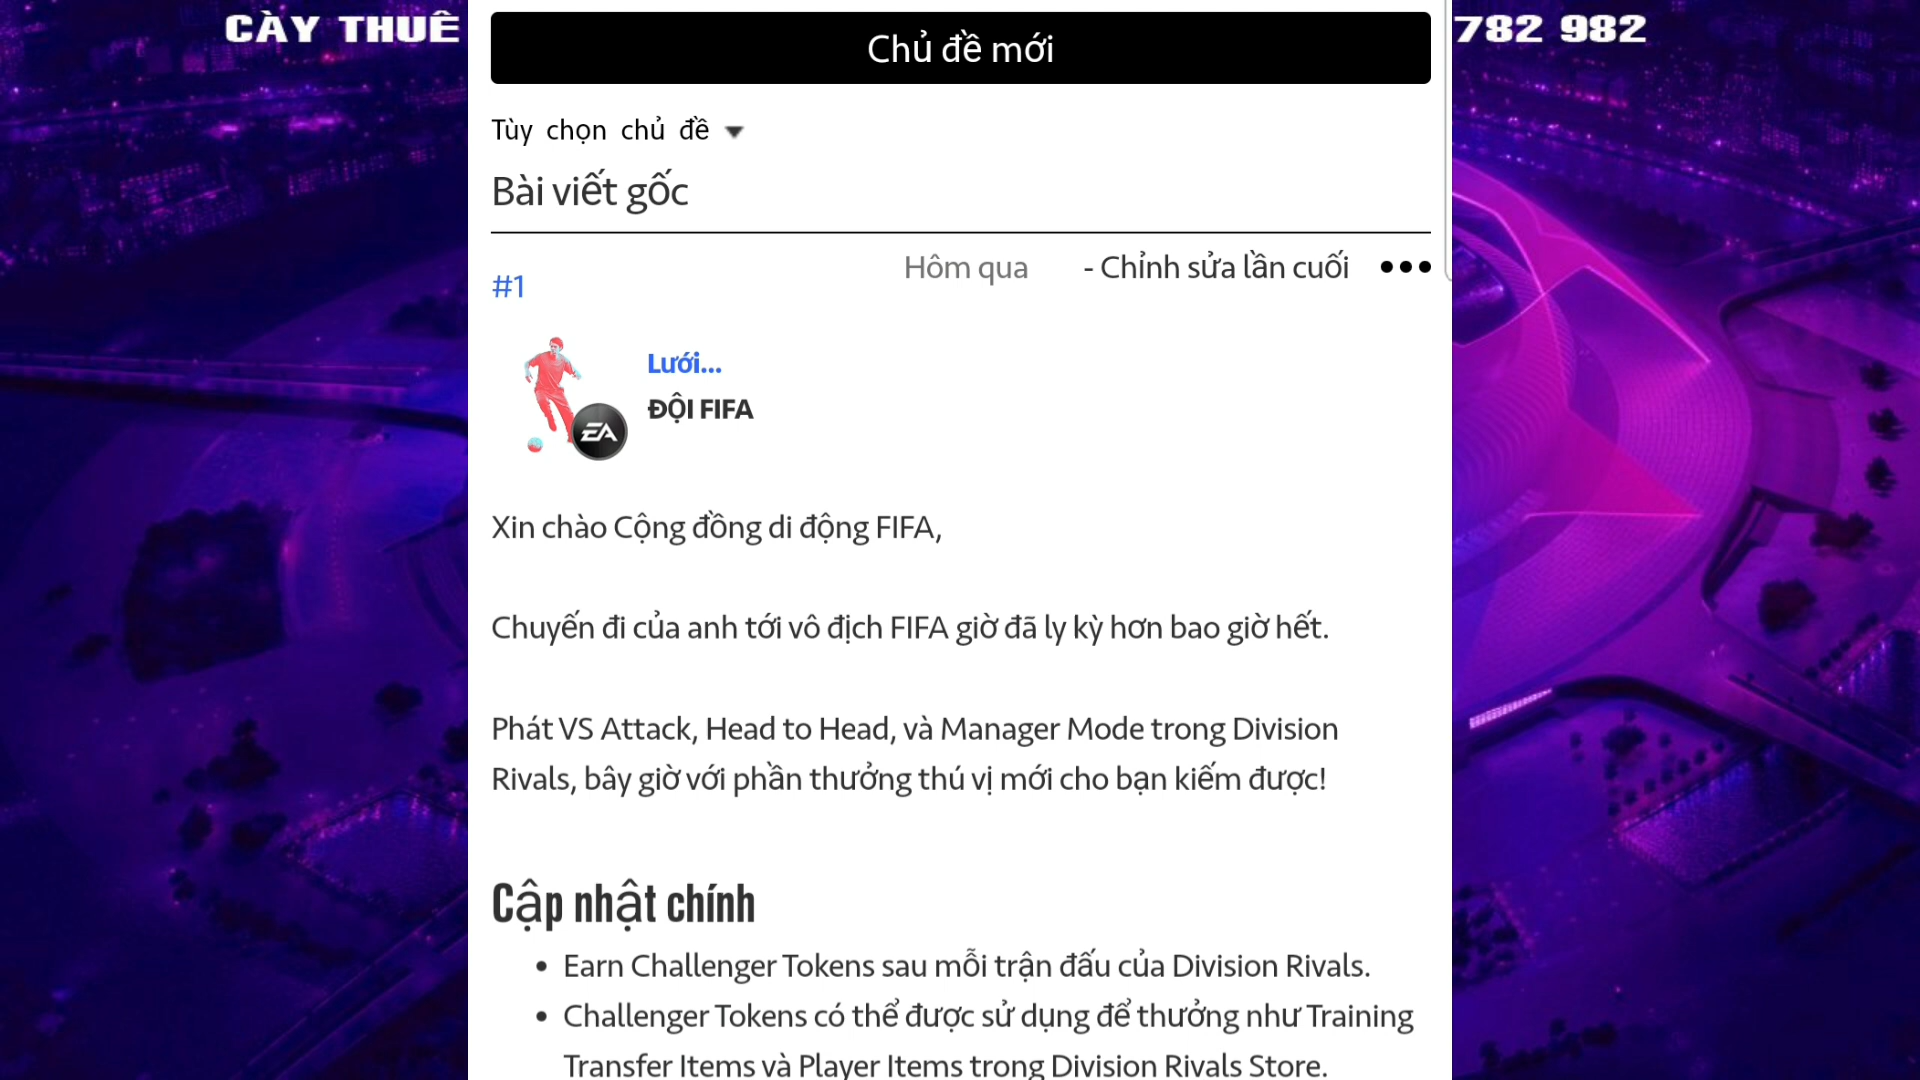 CÀY THUÊ
782 982
Chủ đề mới
Tùy chọn chủ đề
Bài viết gốc
Hôm qua - Chỉnh sửa lần cuối
#1
Lưới...
ĐỘI FIFA
EA
Xin chào Cộng đồng di động FIFA,
Chuyến đi của anh tới vô địch FIFA giờ đã ly kỳ hơn bao giờ hết.
Phát VS Attack, Head to Head, và Manager Mode trong Division
Rivals, bây giờ với phần thưởng thú vị mới cho bạn kiếm được!
Cập nhật chính
• Earn Challenger Tokens sau mỗi trận đấu của Division Rivals.
• Challenger Tokens có thể được sử dụng để thưởng như Training
Transfer Items và Player Items trong Division Rivals Store.